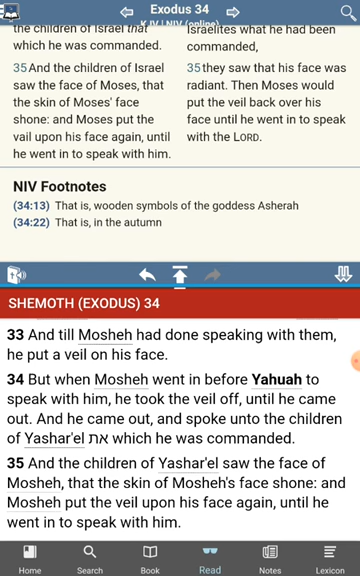 Exodus 34
KJV | NIV (online)
the children of Israel that
which he was commanded.
35 And the children of Israel
saw the face of Moses, that
the skin of Moses' face
shone: and Moses put the
vail upon his face again, until
he went in to speak with him.
Israelites what he had been
commanded,
35 they saw that his face was
radiant. Then Moses would
put the veil back over his
face until he went in to speak
with the LORD.
NIV Footnotes
(34:13) That is, wooden symbols of the goddess Asherah
(34:22) That is, in the autumn
SHEMOTH (EXODUS) 34
33 And till Mosheh had done speaking with them,
he put a veil on his face.
34 But when Mosheh went in before Yahuah to
speak with him, he took the veil off, until he came
out. And he came out, and spoke unto the children
of Yashar'el את which he was commanded.
35 And the children of Yashar'el saw the face of
Mosheh, that the skin of Mosheh's face shone: and
Mosheh put the veil upon his face again, until he
went in to speak with him.
Home Search Book Read Notes Lexicon